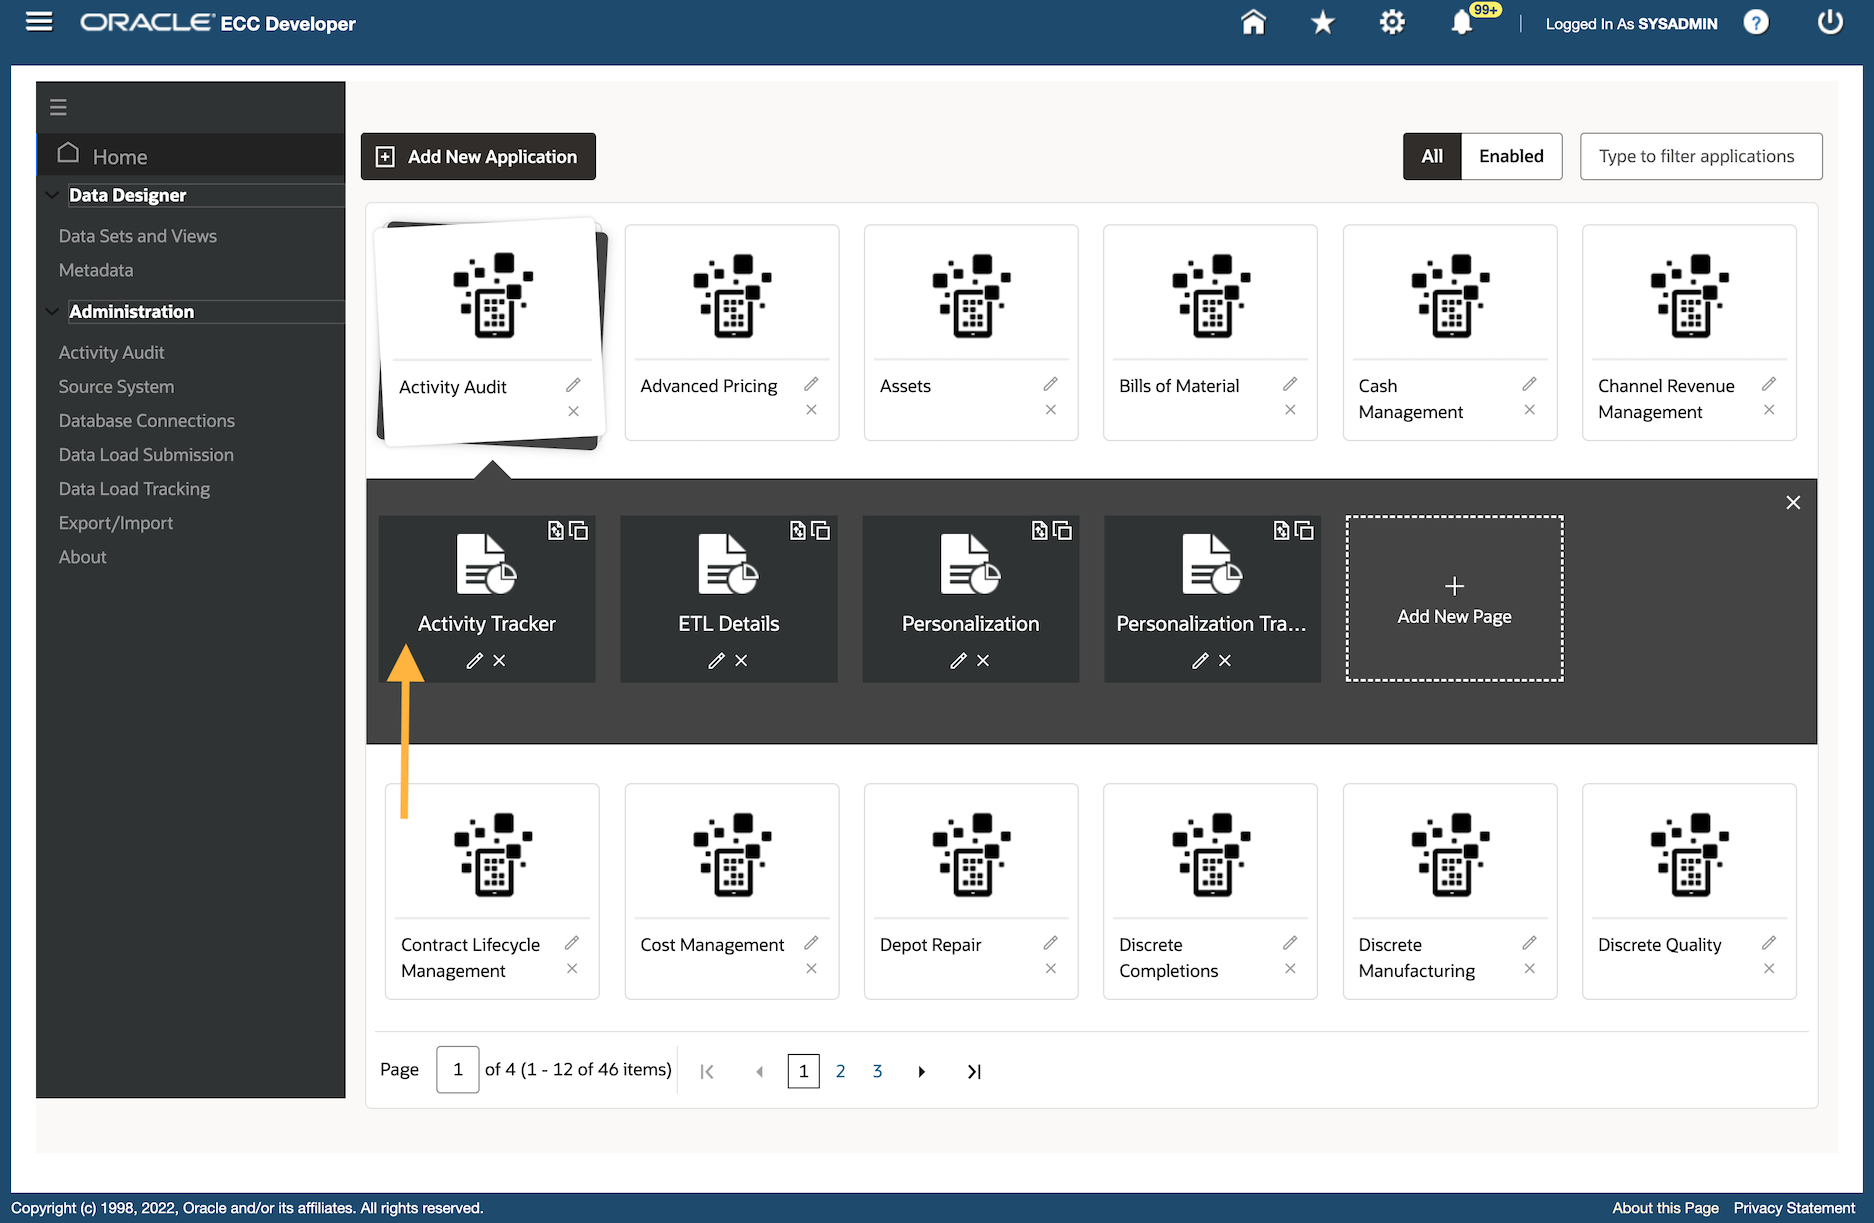 ORACLE ECC Developer
99+
Logged In As SYSADMIN
?
Home
Data Designer
Data Sets and Views
Metadata
Administration
Activity Audit
Source System
Database Connections
Data Load Submission
Data Load Tracking
Export/Import
About
Add New Application
All
Enabled
Type to filter applications
Activity Audit
Advanced Pricing
Assets
Bills of Material
Cash
Management
Channel Revenue
Management
Activity Tracker
ETL Details
Personalization
Personalization Tra...
Add New Page
Contract Lifecycle
Management
Cost Management
Depot Repair
Discrete
Completions
Discrete
Manufacturing
Discrete Quality
Page 1 of 4 (1 - 12 of 46 items) 1 2 3
Copyright (c) 1998, 2022, Oracle and/or its affiliates. All rights reserved.
About this Page Privacy Statement